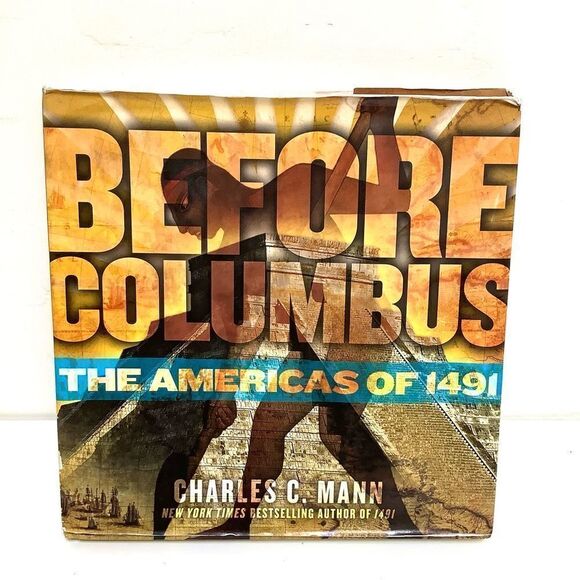 BEFORE
COLUMBUS
THE AMERICAS OF 1491
CHARLES C. MANN
NEW YORK TIMES BESTSELLING AUTHOR OF 1491